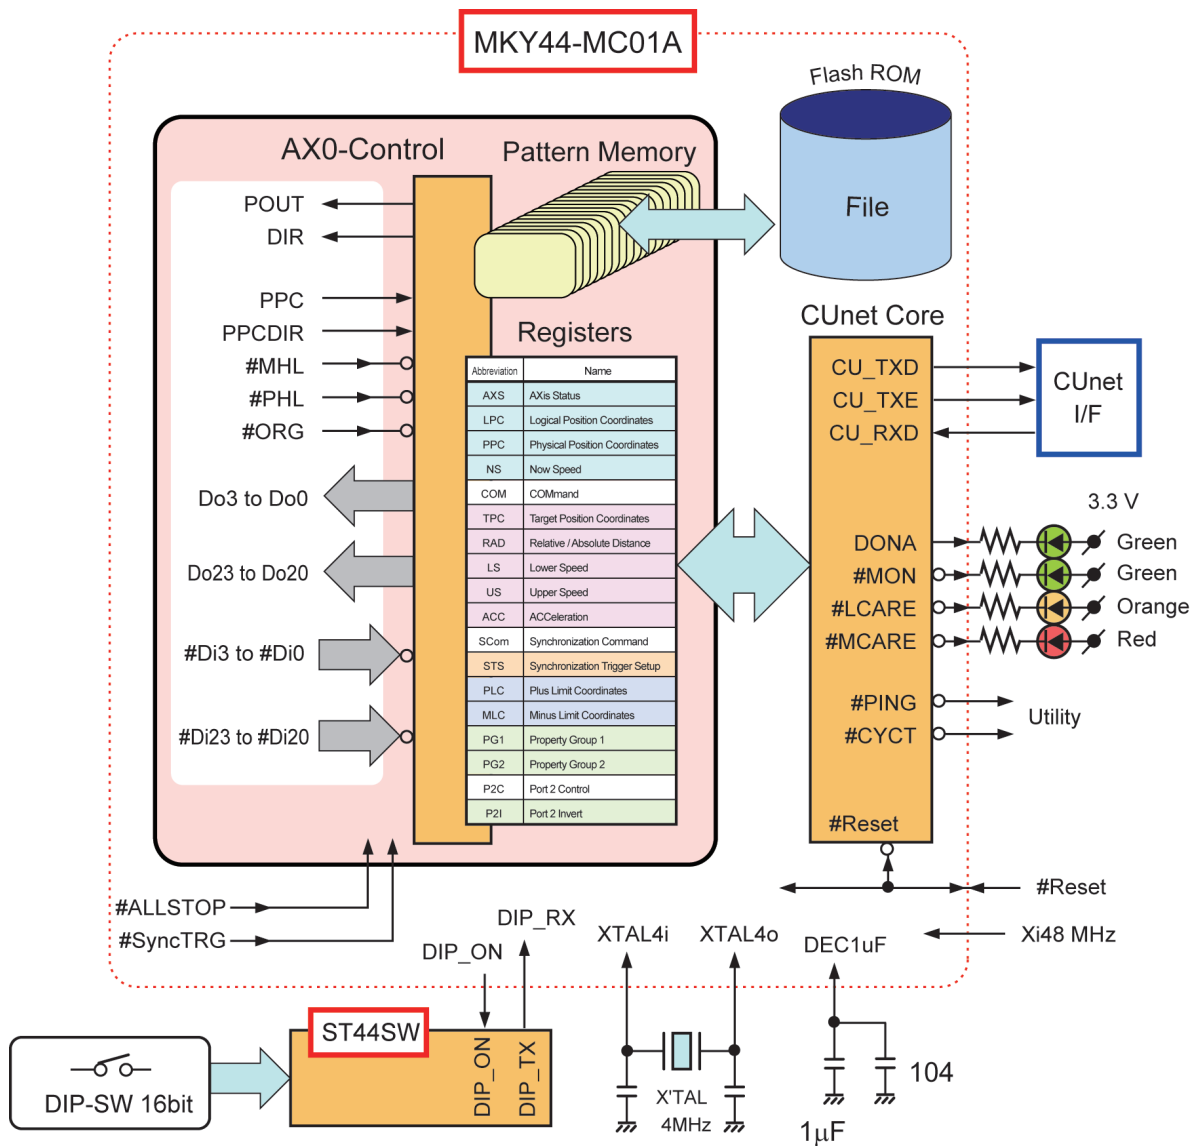 MKY44-MC01A
Flash ROM
File
AX0-Control
Pattern Memory
POUT
DIR
PPC
PPCDIR
#MHL
#PHL
#ORG
Do3 to Do0
Do23 to Do20
#Di3 to #Di0
#Di23 to #Di20
Registers
Abbreviation Name
AXS AXis Status
LPC Logical Position Coordinates
PPC Physical Position Coordinates
NS Now Speed
COM COMmand
TPC Target Position Coordinates
RAD Relative / Absolute Distance
LS Lower Speed
US Upper Speed
ACC ACCeleration
SCom Synchronization Command
STS Synchronization Trigger Setup
PLC Plus Limit Coordinates
MLC Minus Limit Coordinates
PG1 Property Group 1
PG2 Property Group 2
P2C Port 2 Control
P2I Port 2 Invert
CUnet Core
CU_TXD
CU_TXE
CU_RXD
CUnet
I/F
3.3 V
DONA Green
#MON Green
#LCARE Orange
#MCARE Red
#PING
#CYCT
Utility
#Reset
#Reset
Xi48 MHz
#ALLSTOP
#SyncTRG
DIP_ON
DIP_RX
XTAL4i
XTAL4o
DEC1uF
ST44SW
DIP_ON
DIP_TX
DIP-SW 16bit
X'TAL
4MHz
104
1μF